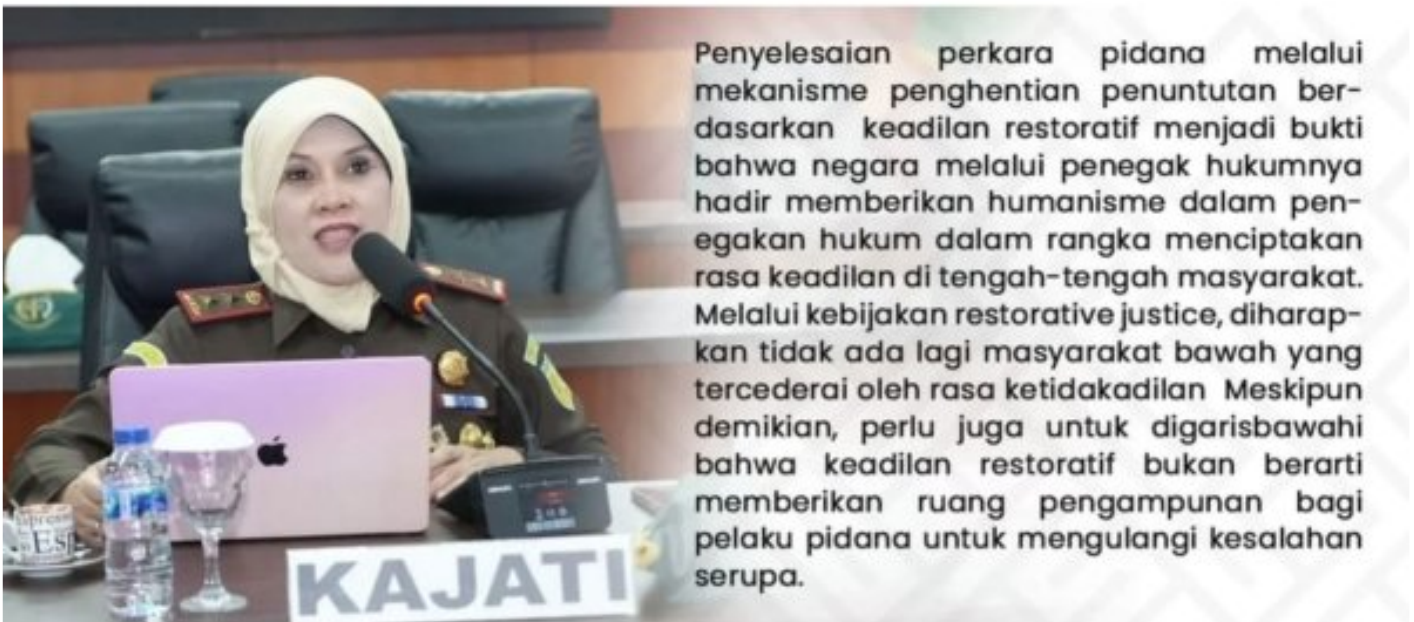 Penyelesaian perkara pidana melalui
mekanisme penghentian penuntutan ber-
dasarkan keadilan restoratif menjadi bukti
bahwa negara melalui penegak hukumnya
hadir memberikan humanisme dalam pen-
egakan hukum dalam rangka menciptakan
rasa keadilan di tengah-tengah masyarakat.
Melalui kebijakan restorative justice, diharap-
kan tidak ada lagi masyarakat bawah yang
tercederai oleh rasa ketidakadilan Meskipun
demikian, perlu juga untuk digarisbawahi
bahwa keadilan restoratif bukan berarti
memberikan ruang pengampunan bagi
pelaku pidana untuk mengulangi kesalahan
serupa.
KAJATI